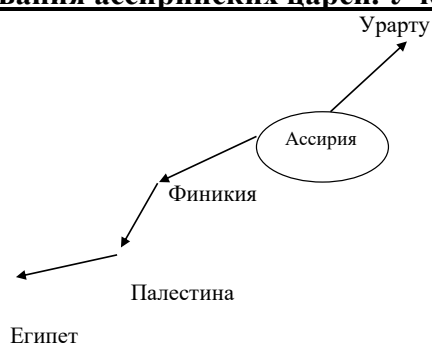 Урарту
Ассирия
Финикия
Палестина
Египет